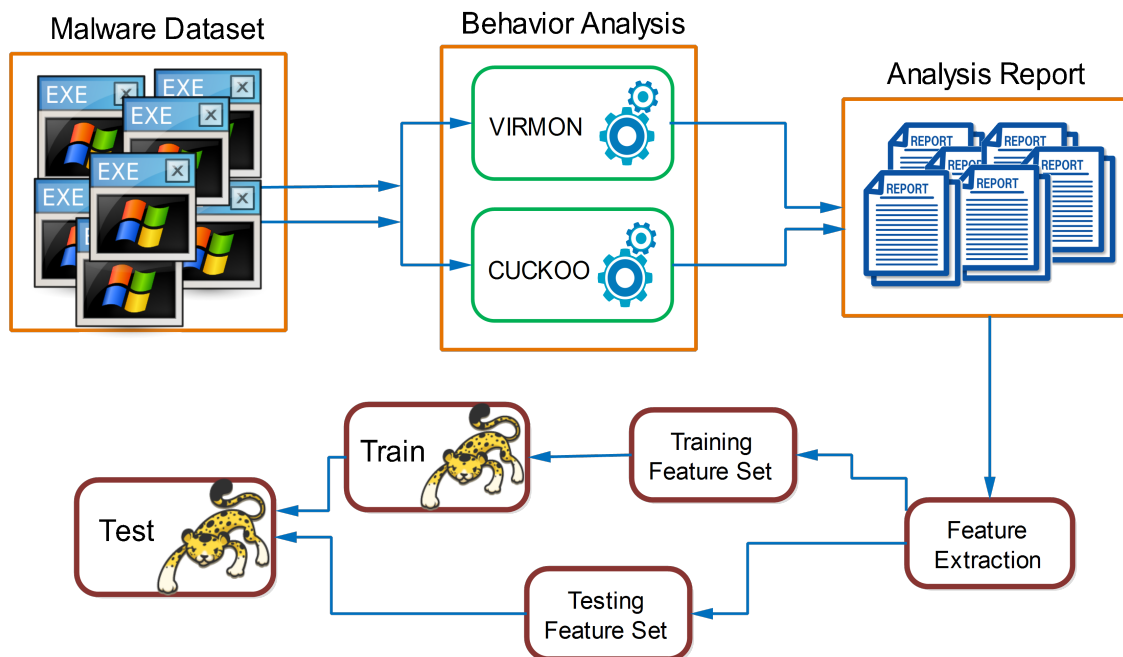 Malware Dataset
Behavior Analysis
Analysis Report
EXE
EXE
EXE
EXE
EXE
VIRMON
CUCKOO
REPORT
REPORT
REPORT
REPORT
REPORT
Train
Training
Feature Set
Test
Feature
Extraction
Testing
Feature Set